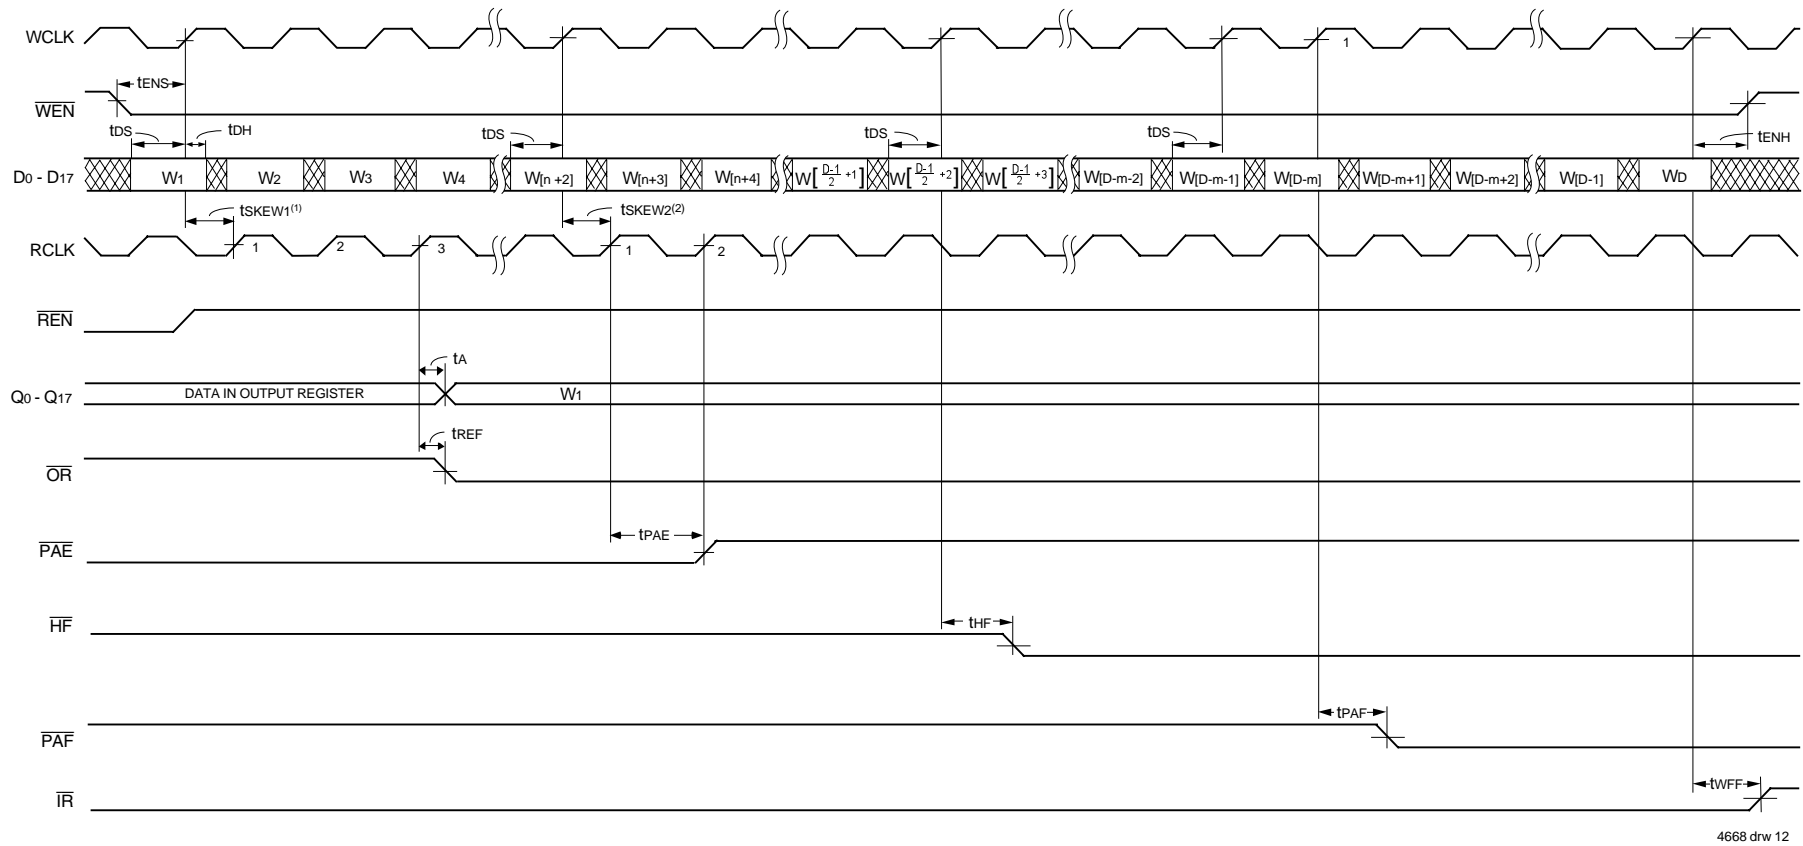 WCLK 1
tENS
WEN
tDS tDH tDS tDS tDS tENH
D0 - D17 W1 W2 W3 W4 W[n +2] W[n+3] W[n+4] W[ D-1/2 +1] W[ D-1/2 +2] W[ D-1/2 +3] W[D-m-2] W[D-m-1] W[D-m] W[D-m+1] W[D-m+2] W[D-1] WD
tSKEW1(1) tSKEW2(2)
RCLK 1 2 3 1 2
REN
tA
Q0 - Q17 DATA IN OUTPUT REGISTER W1
tREF
OR
tPAE
PAE
tHF
HF
tPAF
PAF
tWFF
IR
4668 drw 12